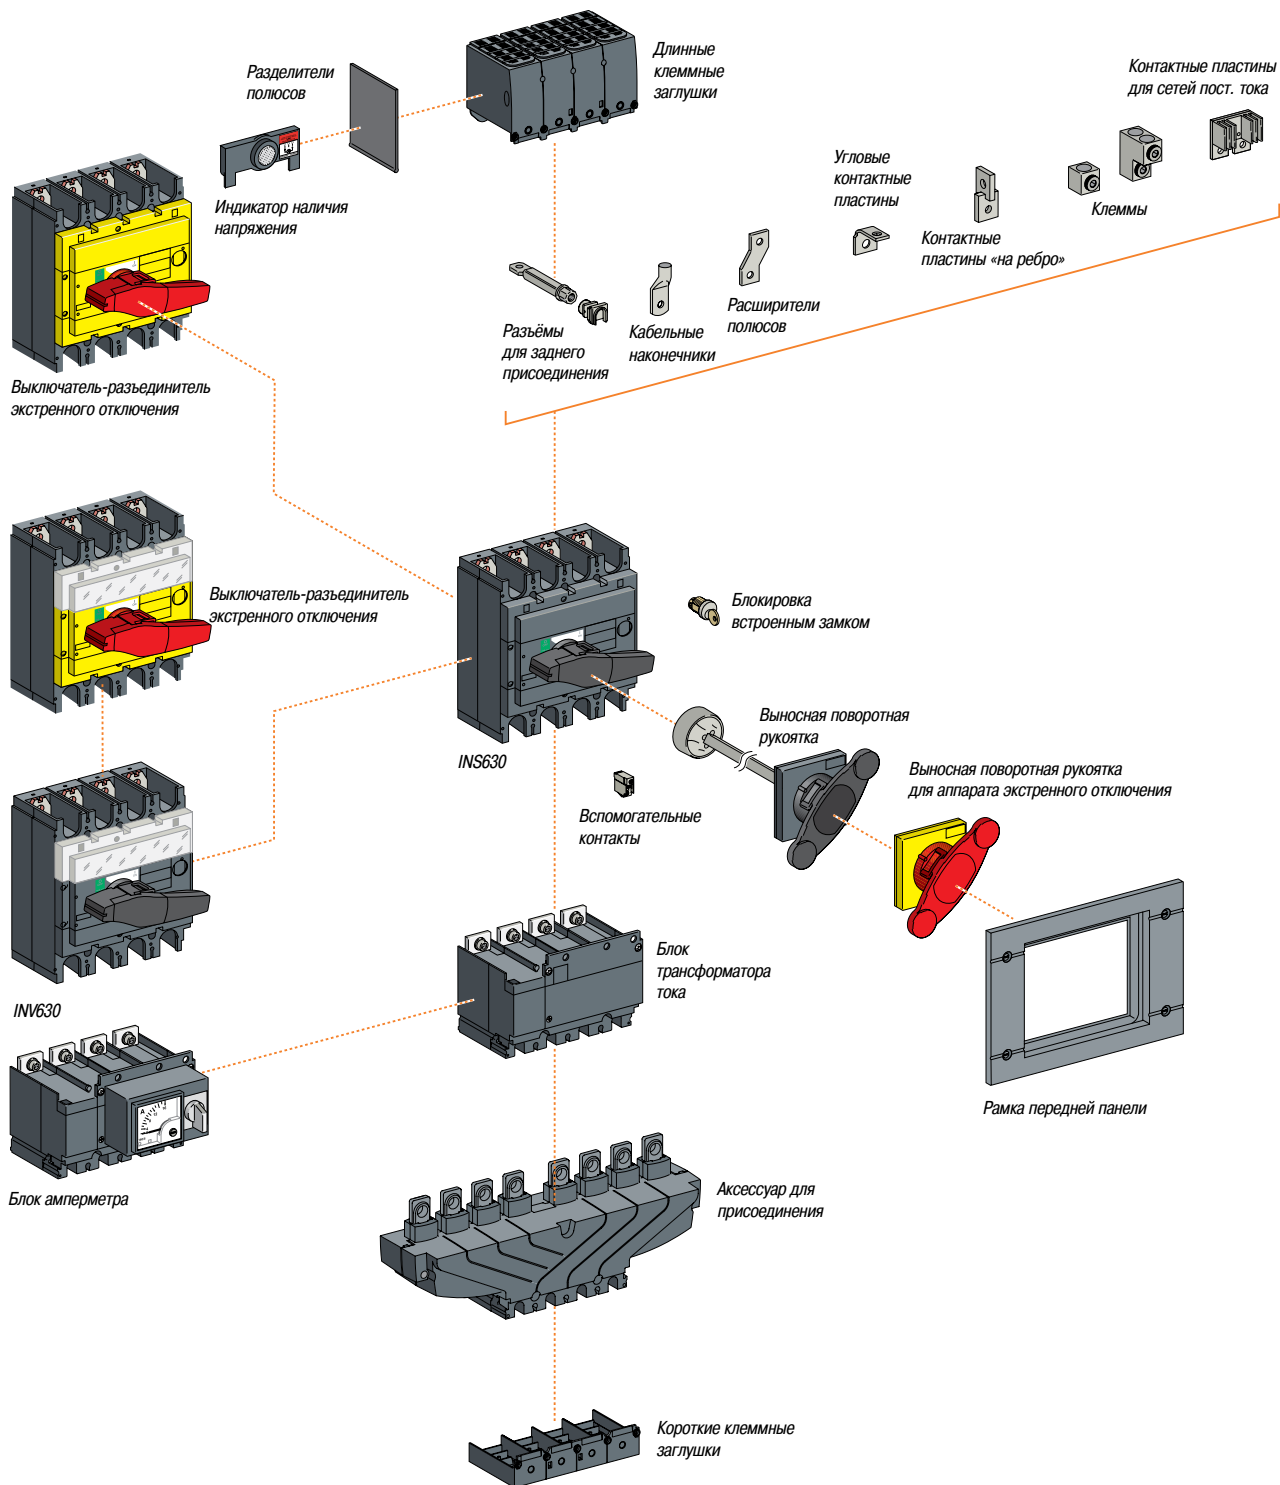 Длинные
клеммные
заглушки
Разделители
полюсов
Контактные пластины
для сетей пост. тока
Индикатор наличия
напряжения
Угловые
контактные
пластины
Клеммы
Контактные
пластины «на ребро»
Расширители
полюсов
Кабельные
наконечники
Разъёмы
для заднего
присоединения
Выключатель-разъединитель
экстренного отключения
Выключатель-разъединитель
экстренного отключения
Блокировка
встроенным замком
INS630
Выносная поворотная
рукоятка
Выносная поворотная рукоятка
для аппарата экстренного отключения
Вспомогательные
контакты
INV630
Блок
трансформатора
тока
A
Рамка передней панели
Блок амперметра
Аксессуар для
присоединения
Короткие клеммные
заглушки